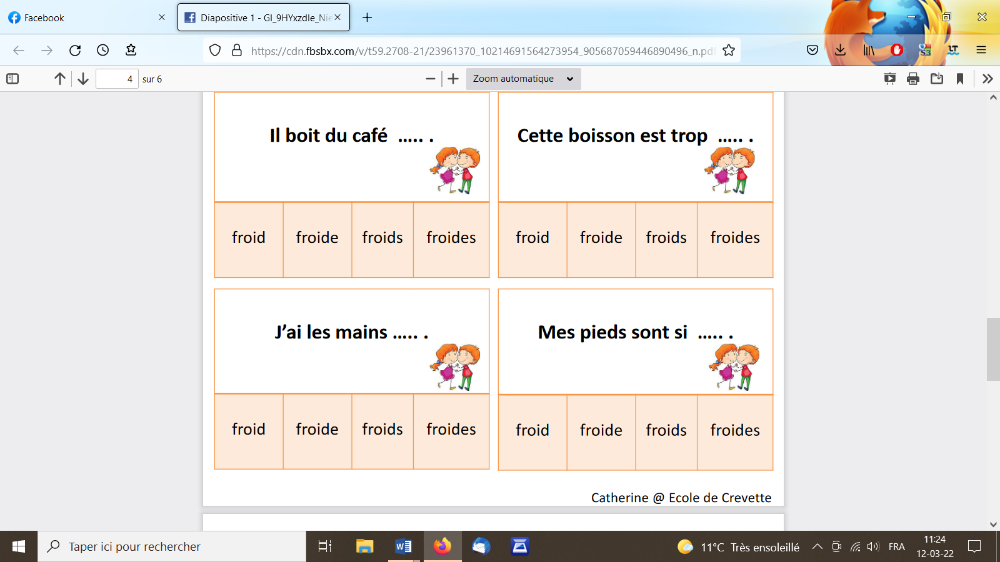 Facebook
Diapositive 1 - GI_9HYxzdIe_Nie
https://cdn.fbsbx.com/v/t59.2708-21/23961370_10214691564273954_905687059446890496_n.pdf
4 sur 6
Zoom automatique
Il boit du café ..... .
froid froide froids froides
Cette boisson est trop ..... .
froid froide froids froides
J'ai les mains ..... .
froid froide froids froides
Mes pieds sont si ..... .
froid froide froids froides
Catherine @ Ecole de Crevette
Taper ici pour rechercher
11°C Très ensoleillé
FRA
11:24
12-03-22